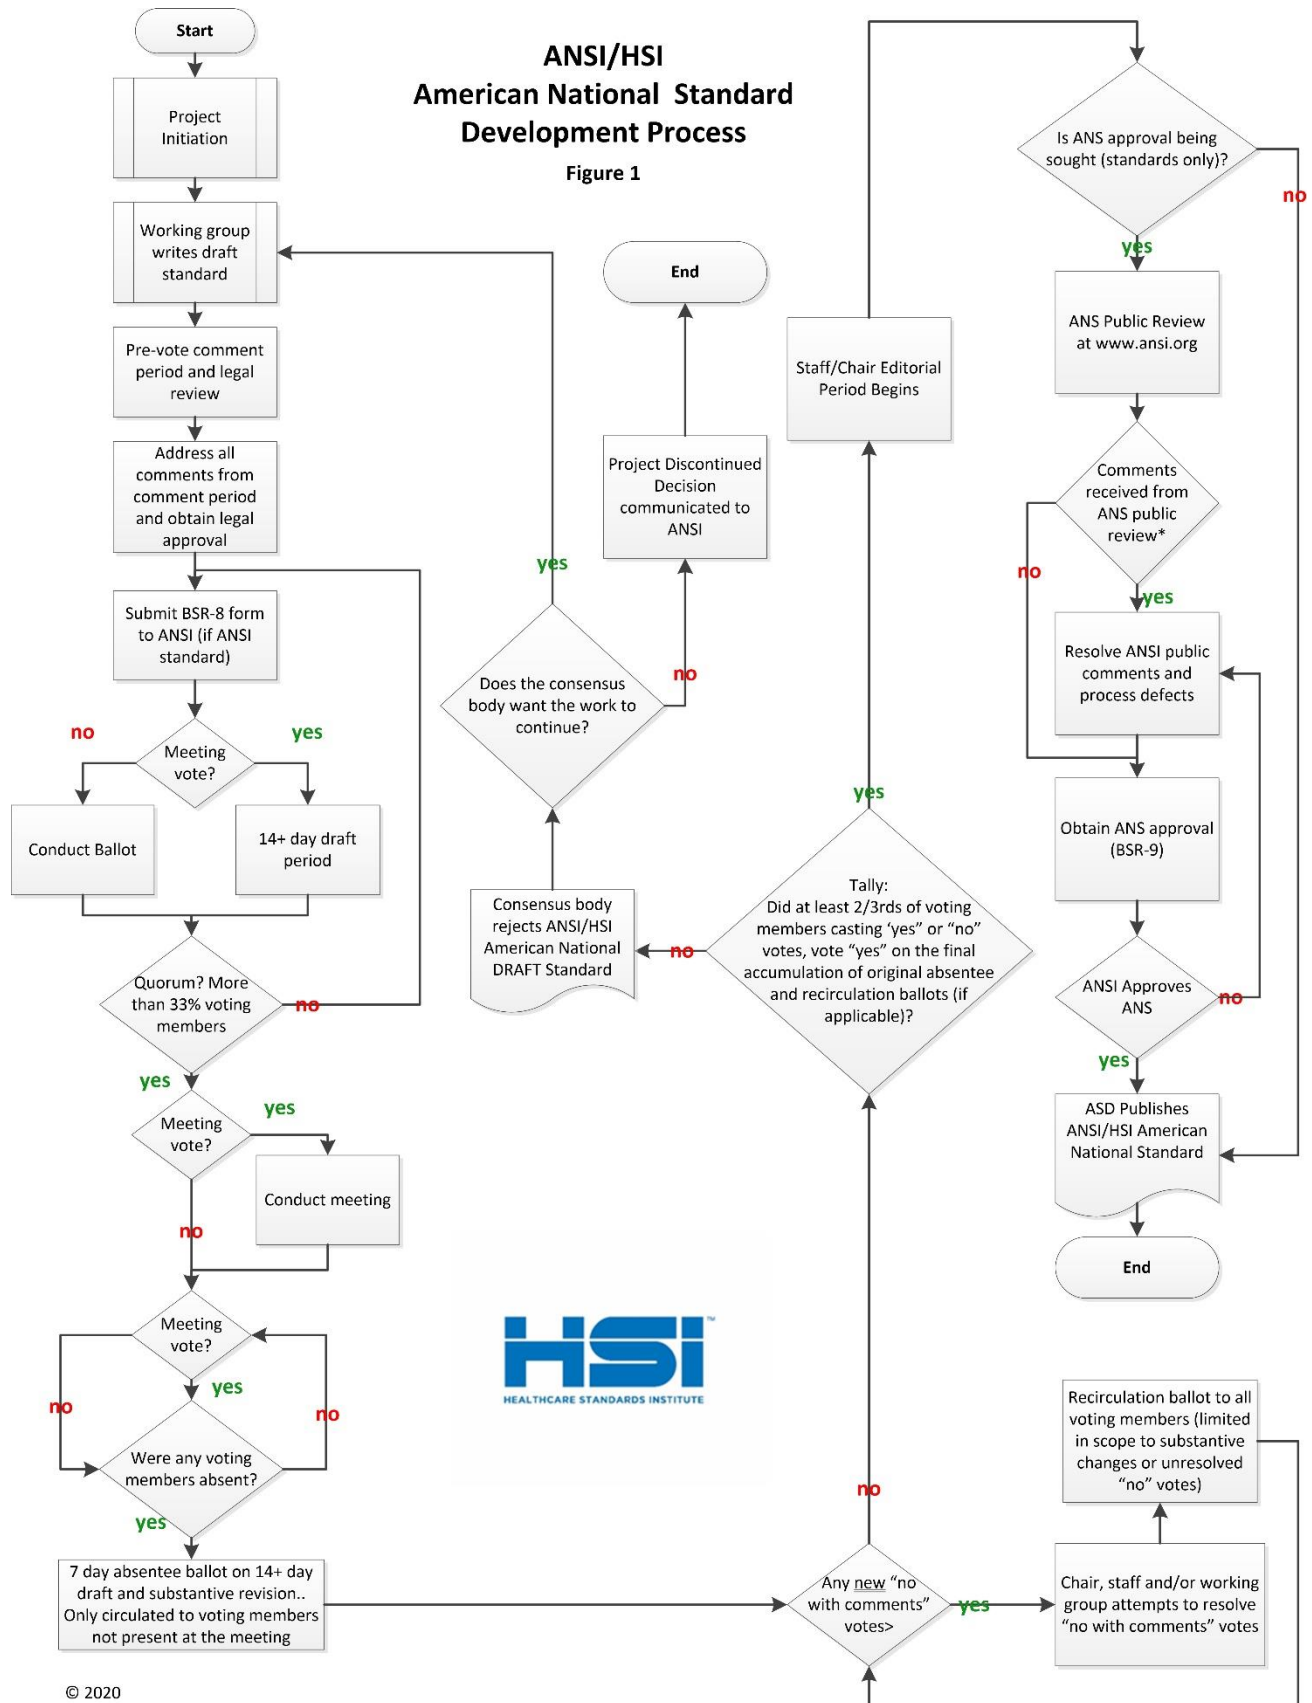 Start
ANSI/HSI
American National Standard
Development Process
Figure 1
Project
Initiation
Working group
writes draft
standard
Pre-vote comment
period and legal
review
Address all
comments from
comment period
and obtain legal
approval
Submit BSR-8 form
to ANSI (if ANSI
standard)
no
yes
Meeting
vote?
Conduct Ballot
14+ day draft
period
Quorum? More
than 33% voting
members
no
yes
Meeting
vote?
yes
Conduct meeting
no
Meeting
vote?
yes
no
no
Were any voting
members absent?
yes
7 day absentee ballot on 14+ day
draft and substantive revision..
Only circulated to voting members
not present at the meeting
© 2020
End
Project Discontinued
Decision
communicated to
ANSI
yes
no
Does the consensus
body want the work to
continue?
Consensus body
rejects ANSI/HSI
American National
DRAFT Standard
no
HSI™
HEALTHCARE STANDARDS INSTITUTE
Staff/Chair Editorial
Period Begins
yes
Tally:
Did at least 2/3rds of voting
members casting ‘yes” or “no”
votes, vote “yes” on the final
accumulation of original absentee
and recirculation ballots (if
applicable)?
no
Any new “no
with comments”
votes>
yes
Chair, staff and/or working
group attempts to resolve
“no with comments” votes
Recirculation ballot to all
voting members (limited
in scope to substantive
changes or unresolved
“no” votes)
Is ANS approval being
sought (standards only)?
no
yes
ANS Public Review
at www.ansi.org
Comments
received from
ANS public
review*
no
yes
Resolve ANSI public
comments and
process defects
Obtain ANS approval
(BSR-9)
ANSI Approves
ANS
no
yes
ASD Publishes
ANSI/HSI American
National Standard
End